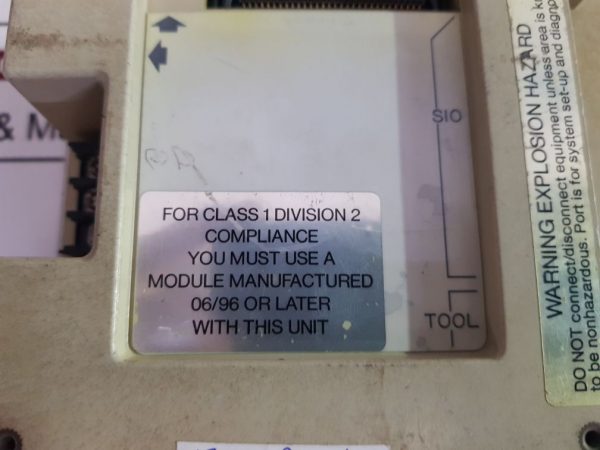 & M
SIO
FOR CLASS 1 DIVISION 2
COMPLIANCE
YOU MUST USE A
MODULE MANUFACTURED
06/96 OR LATER
WITH THIS UNIT
TOOL
WARNING EXPLOSION HAZARD
DO NOT connect/disconnect equipment unless area is
to be nonhazardous. Port is for system set-up and